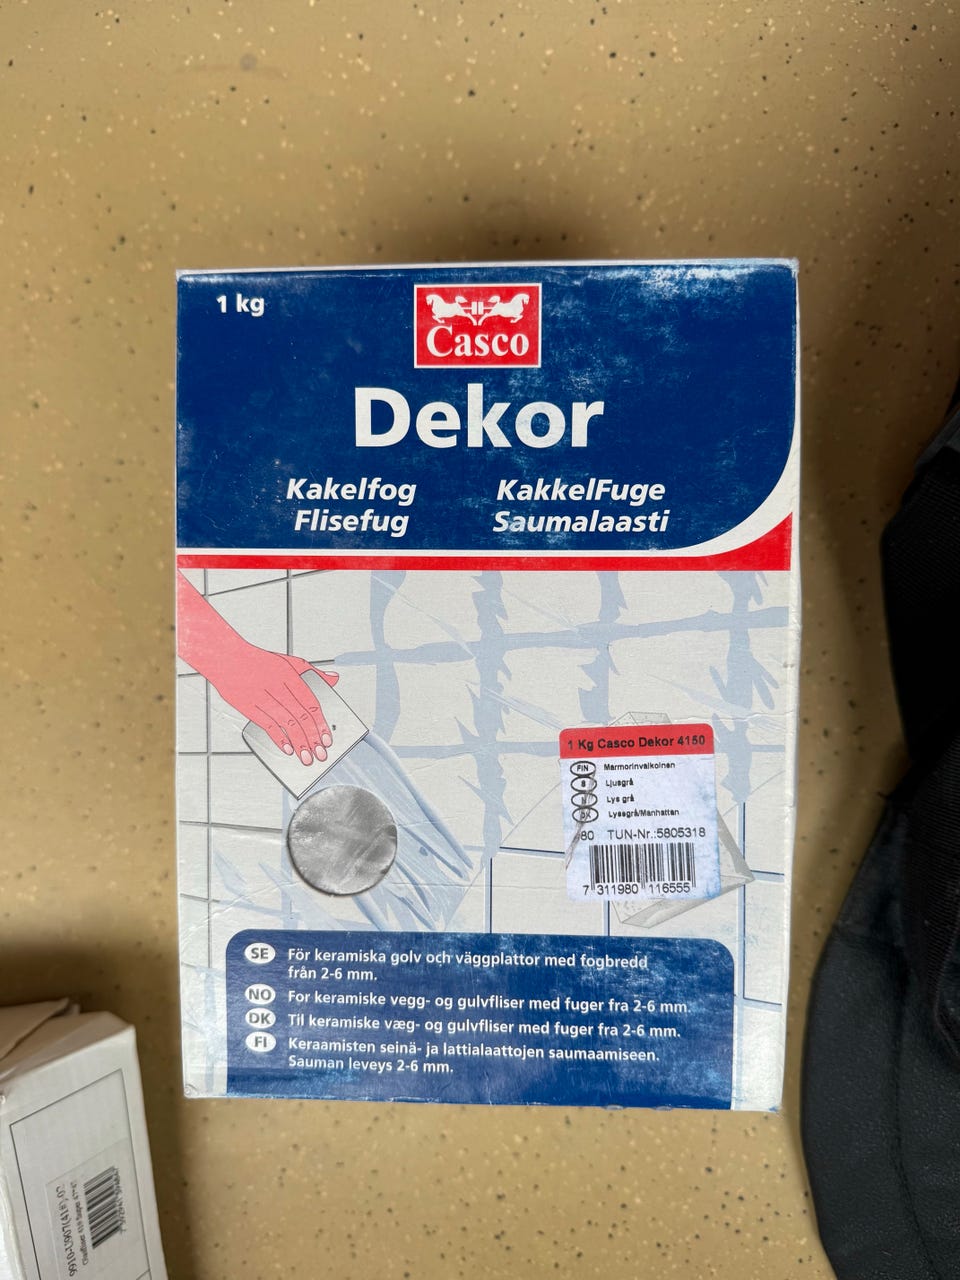 1 kg
Casco
Dekor
Kakelfog
Flisefug
KakkelFuge
Saumalaasti
1 Kg Casco Dekor 4150
FIN Marmorinvalkoinen
S Ljusgrå
N Lys grå
DK Lysegrå/Manhattan
80 TUN-Nr.:5805318
7 311980 116555
SE För keramiska golv och väggplattor med fogbredd
från 2-6 mm.
NO For keramiske vegg- og gulvfliser med fuger fra 2-6 mm.
DK Til keramiske væg- og gulvfliser med fuger fra 2-6 mm.
FI Keraamisten seinä- ja lattialaattojen saumaamiseen.
Sauman leveys 2-6 mm.